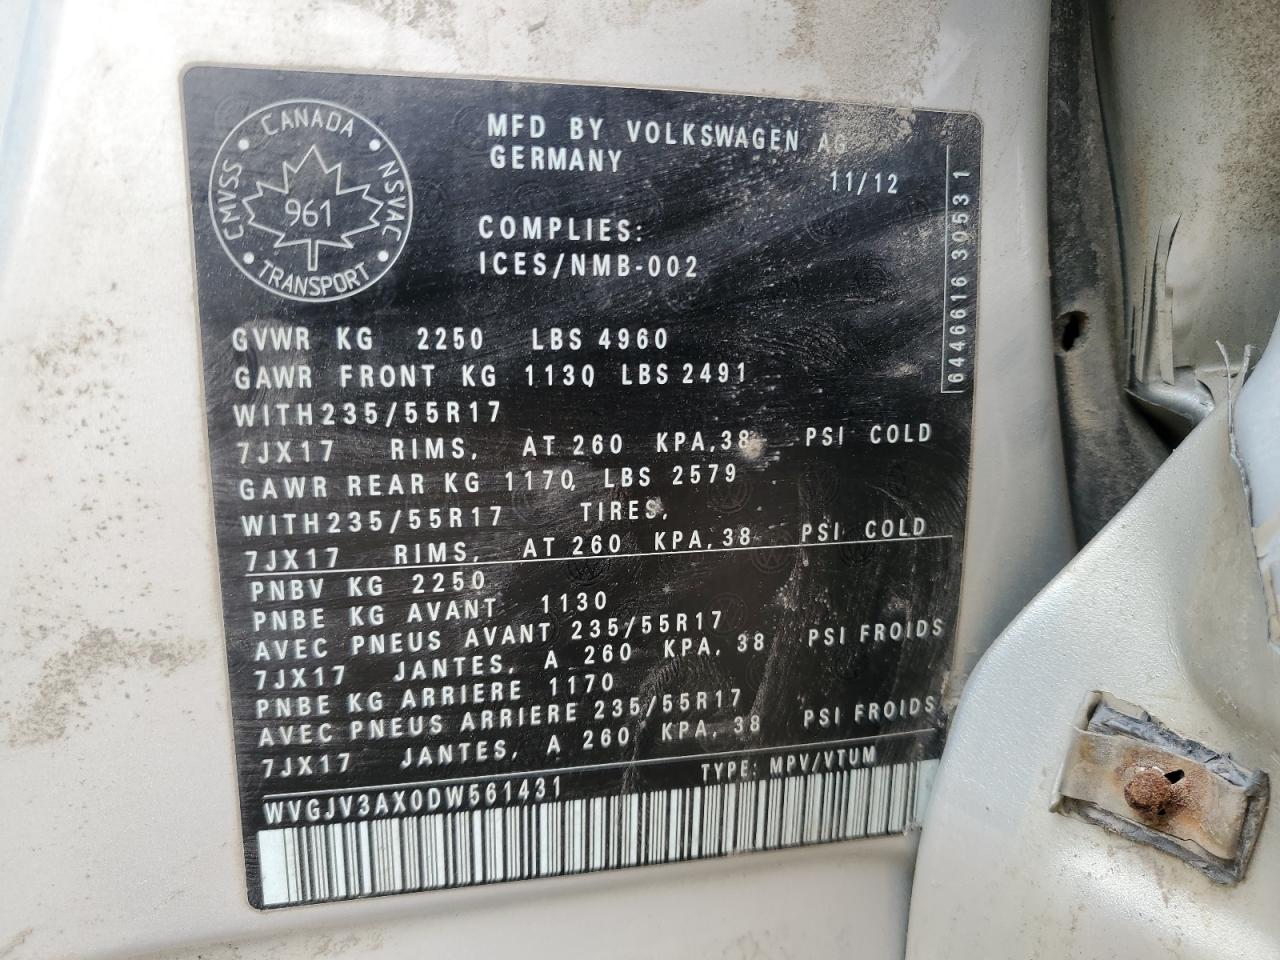 CANADA
CMVSS
NSVAC
961
TRANSPORT
MFD BY VOLKSWAGEN AG
GERMANY
11/12
COMPLIES:
ICES/NMB-002
6446616 30531
GVWR KG 2250 LBS 4960
GAWR FRONT KG 1130 LBS 2491
WITH235/55R17
7JX17 RIMS, AT 260 KPA,38 PSI COLD
GAWR REAR KG 1170, LBS 2579
WITH235/55R17 TIRES,
7JX17 RIMS, AT 260 KPA,38 PSI COLD
PNBV KG 2250
PNBE KG AVANT 1130
AVEC PNEUS AVANT 235/55R17
7JX17 JANTES, A 260 KPA, 38 PSI FROIDS
PNBE KG ARRIERE 1170
AVEC PNEUS ARRIERE 235/55R17
7JX17 JANTES, A 260 KPA, 38 PSI FROIDS
WVGJV3AX0DW561431 TYPE: MPV/VTUM